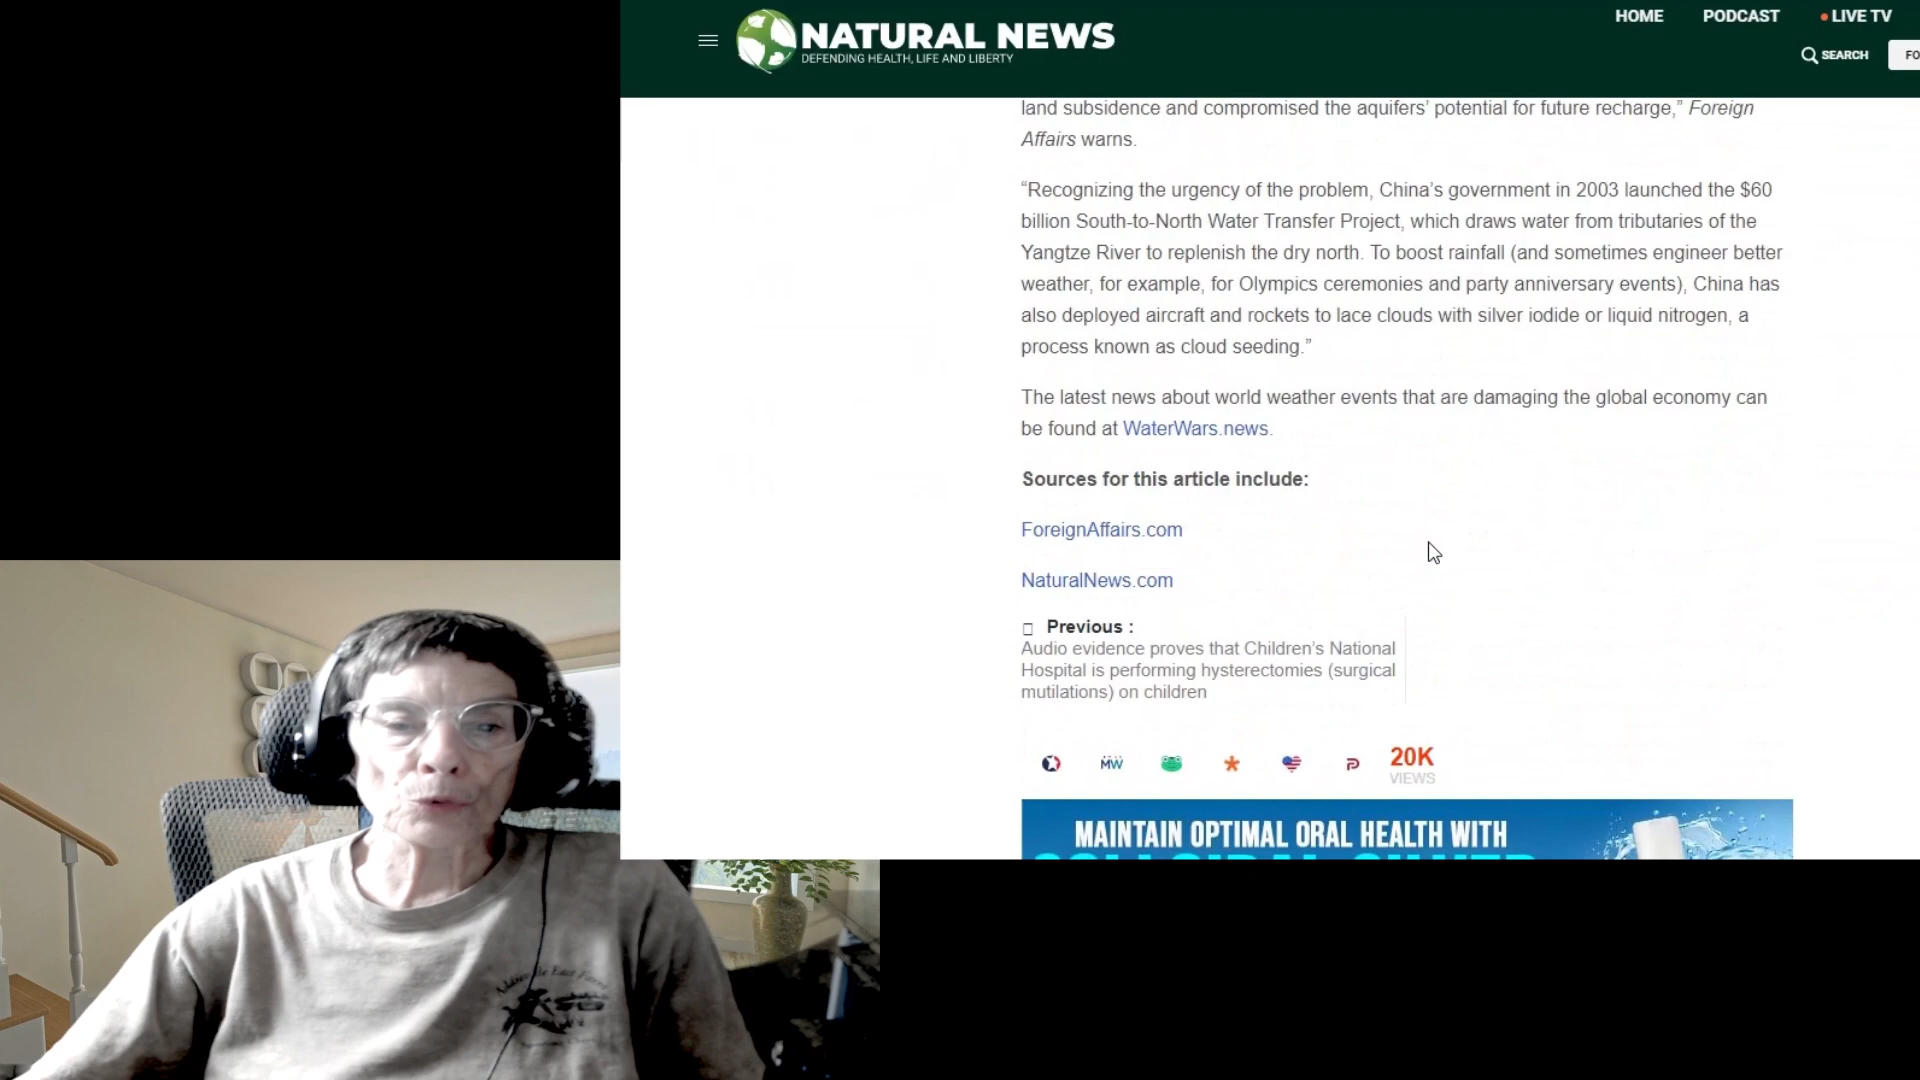 NATURAL NEWS
DEFENDING HEALTH, LIFE AND LIBERTY
HOME PODCAST LIVE TV
SEARCH FO
land subsidence and compromised the aquifers’ potential for future recharge,” Foreign
Affairs warns.
“Recognizing the urgency of the problem, China’s government in 2003 launched the $60
billion South-to-North Water Transfer Project, which draws water from tributaries of the
Yangtze River to replenish the dry north. To boost rainfall (and sometimes engineer better
weather, for example, for Olympics ceremonies and party anniversary events), China has
also deployed aircraft and rockets to lace clouds with silver iodide or liquid nitrogen, a
process known as cloud seeding.”
The latest news about world weather events that are damaging the global economy can
be found at WaterWars.news.
Sources for this article include:
ForeignAffairs.com
NaturalNews.com
Previous :
Audio evidence proves that Children’s National
Hospital is performing hysterectomies (surgical
mutilations) on children
MW
20K
VIEWS
MAINTAIN OPTIMAL ORAL HEALTH WITH